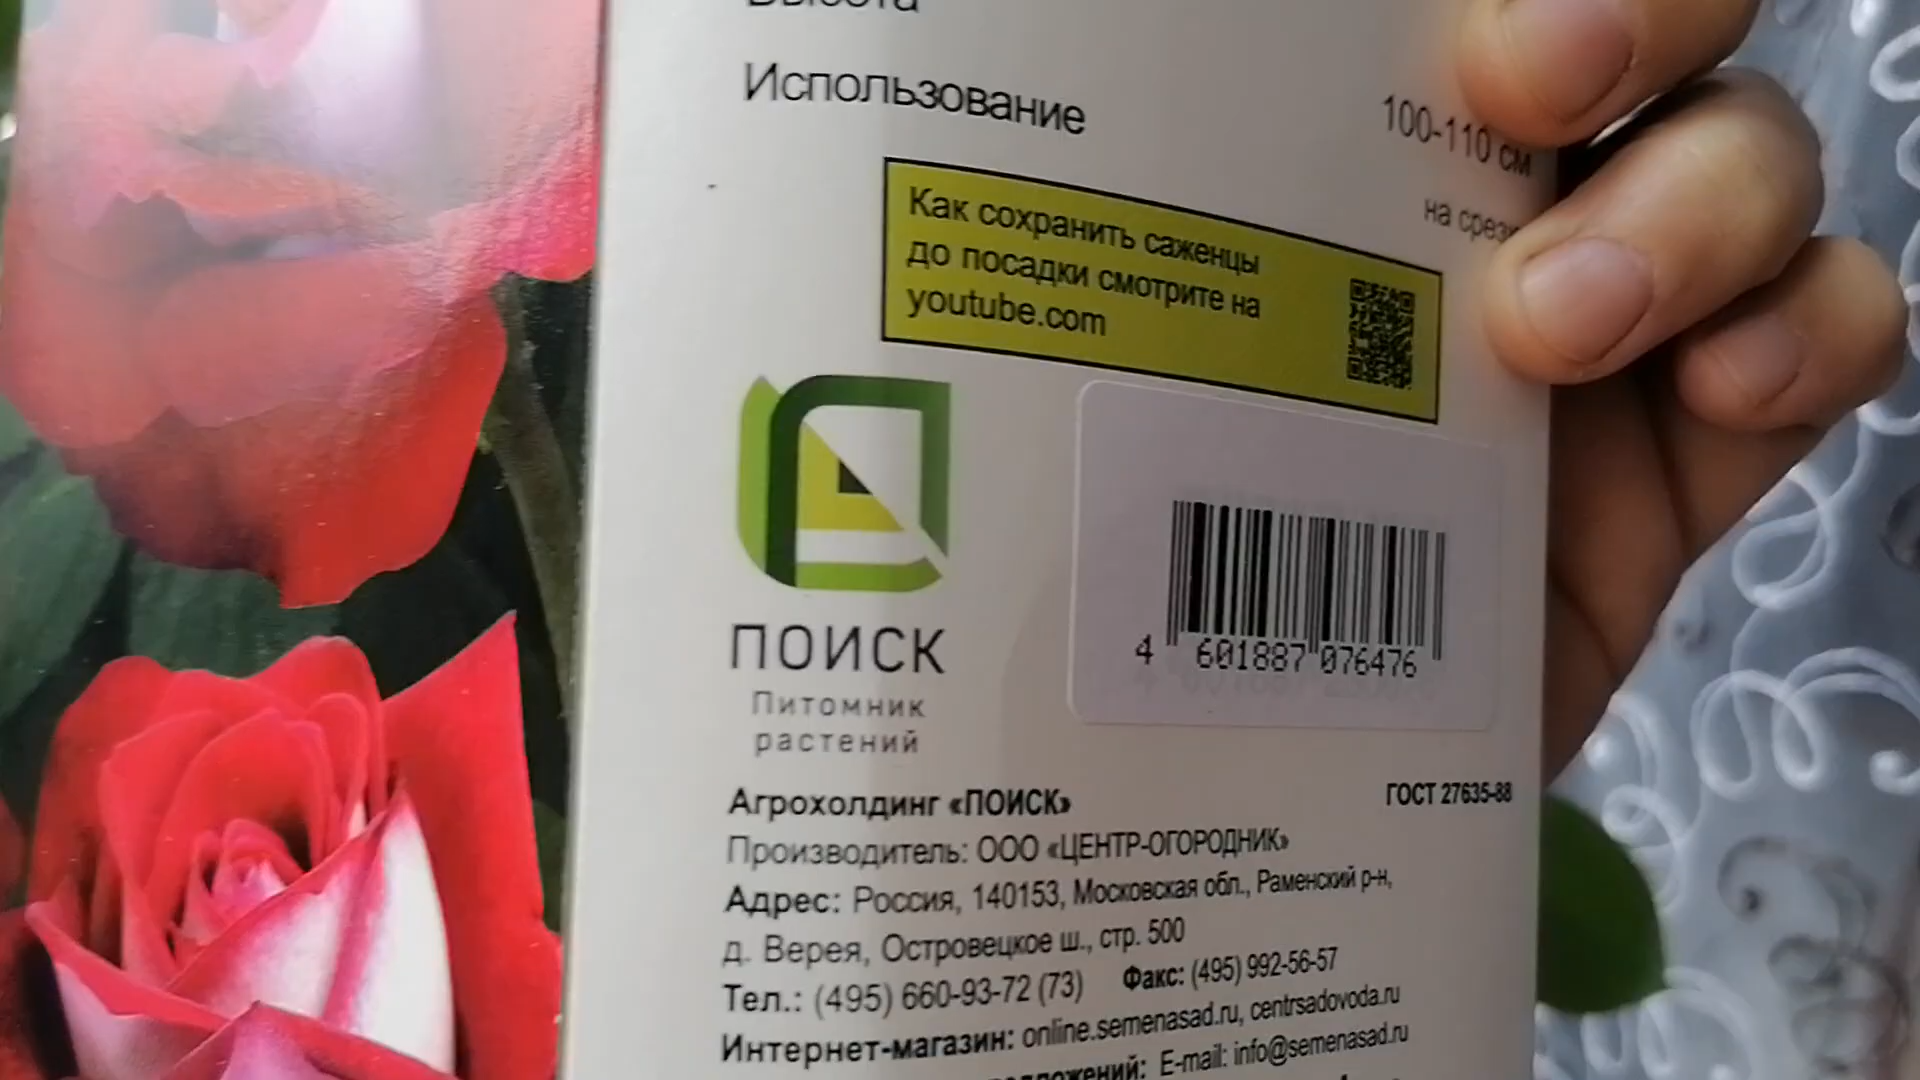 Высота
100-110 см
Использование
на срезку
Как сохранить саженцы
до посадки смотрите на
youtube.com
4 601887 076476
ПОИСК
Питомник
растений
Агрохолдинг «ПОИСК»
ГОСТ 27635-88
Производитель: ООО «ЦЕНТР-ОГОРОДНИК»
Адрес: Россия, 140153, Московская обл., Раменский р-н,
д. Верея, Островецкое ш., стр. 500
Тел.: (495) 660-93-72 (73) Факс: (495) 992-56-57
Интернет-магазин: online.semenasad.ru, centrsadovoda.ru
E-mail: info@semenasad.ru